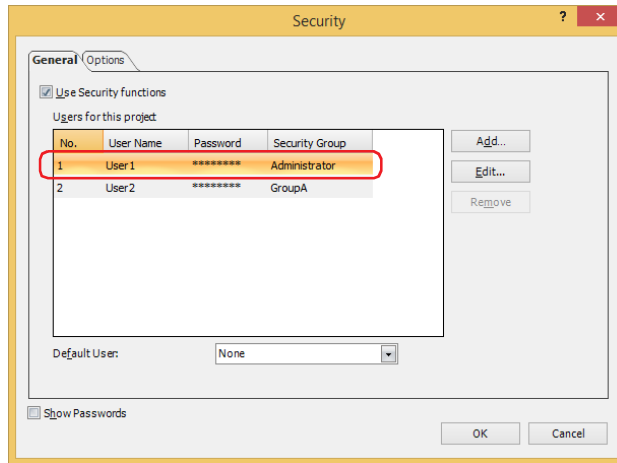 Security
? ×
General Options
Use Security functions
Users for this project
No. User Name Password Security Group
1 User1 ******** Administrator
2 User2 ******** GroupA
Add...
Edit...
Remove
Default User: None
Show Passwords
OK Cancel